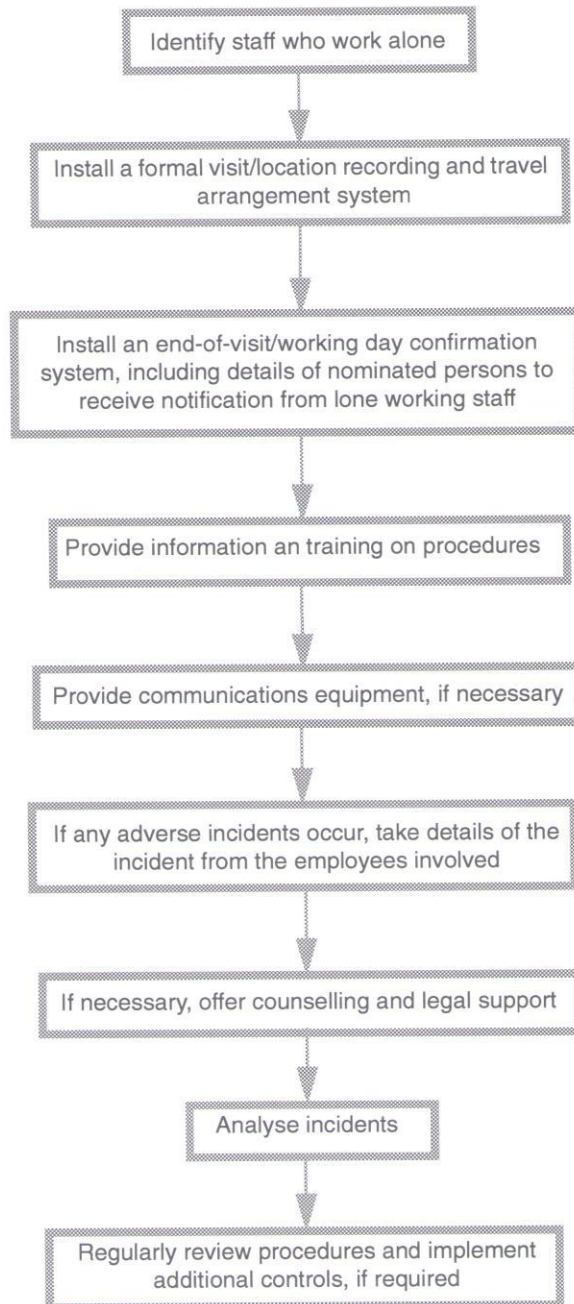 Identify staff who work alone
Install a formal visit/location recording and travel
arrangement system
Install an end-of-visit/working day confirmation
system, including details of nominated persons to
receive notification from lone working staff
Provide information an training on procedures
Provide communications equipment, if necessary
If any adverse incidents occur, take details of the
incident from the employees involved
If necessary, offer counselling and legal support
Analyse incidents
Regularly review procedures and implement
additional controls, if required